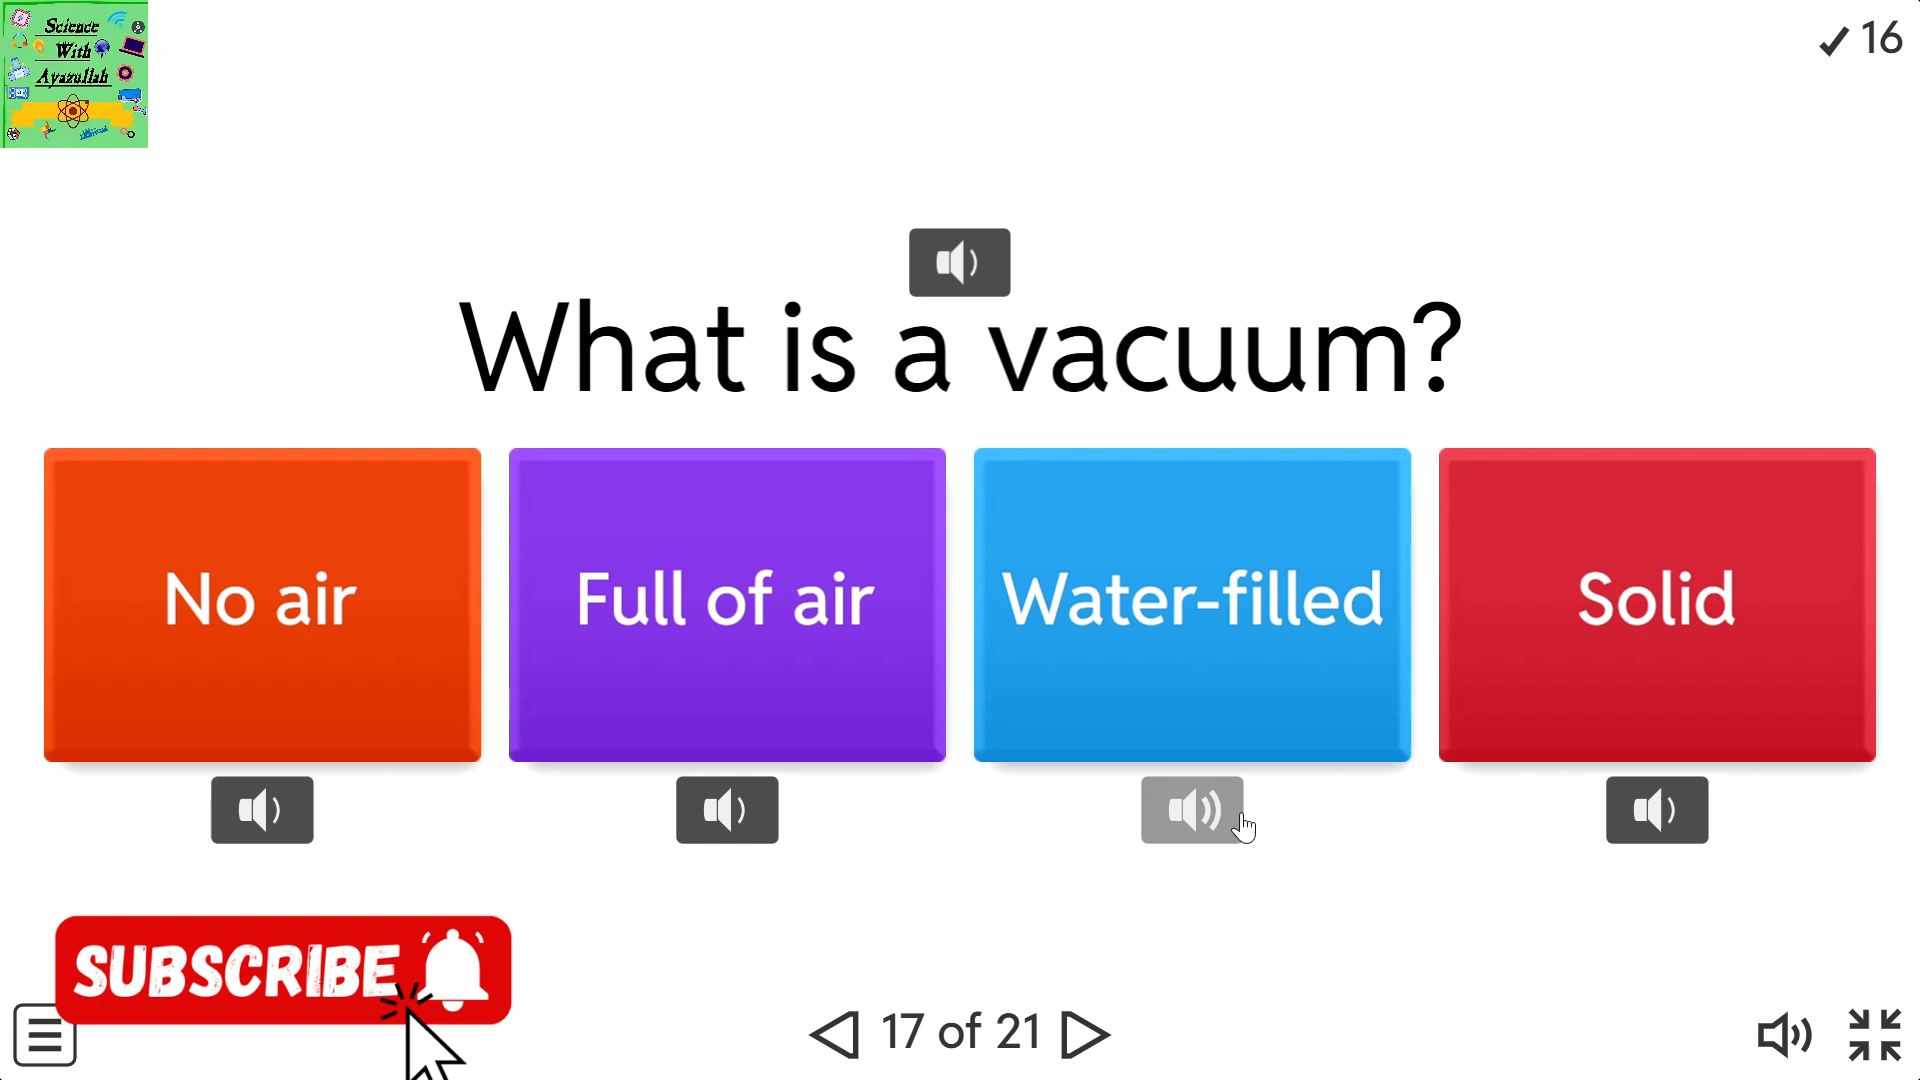 Science
With
Ayazullah
16
What is a vacuum?
No air
Full of air
Water-filled
Solid
SUBSCRIBE
17 of 21